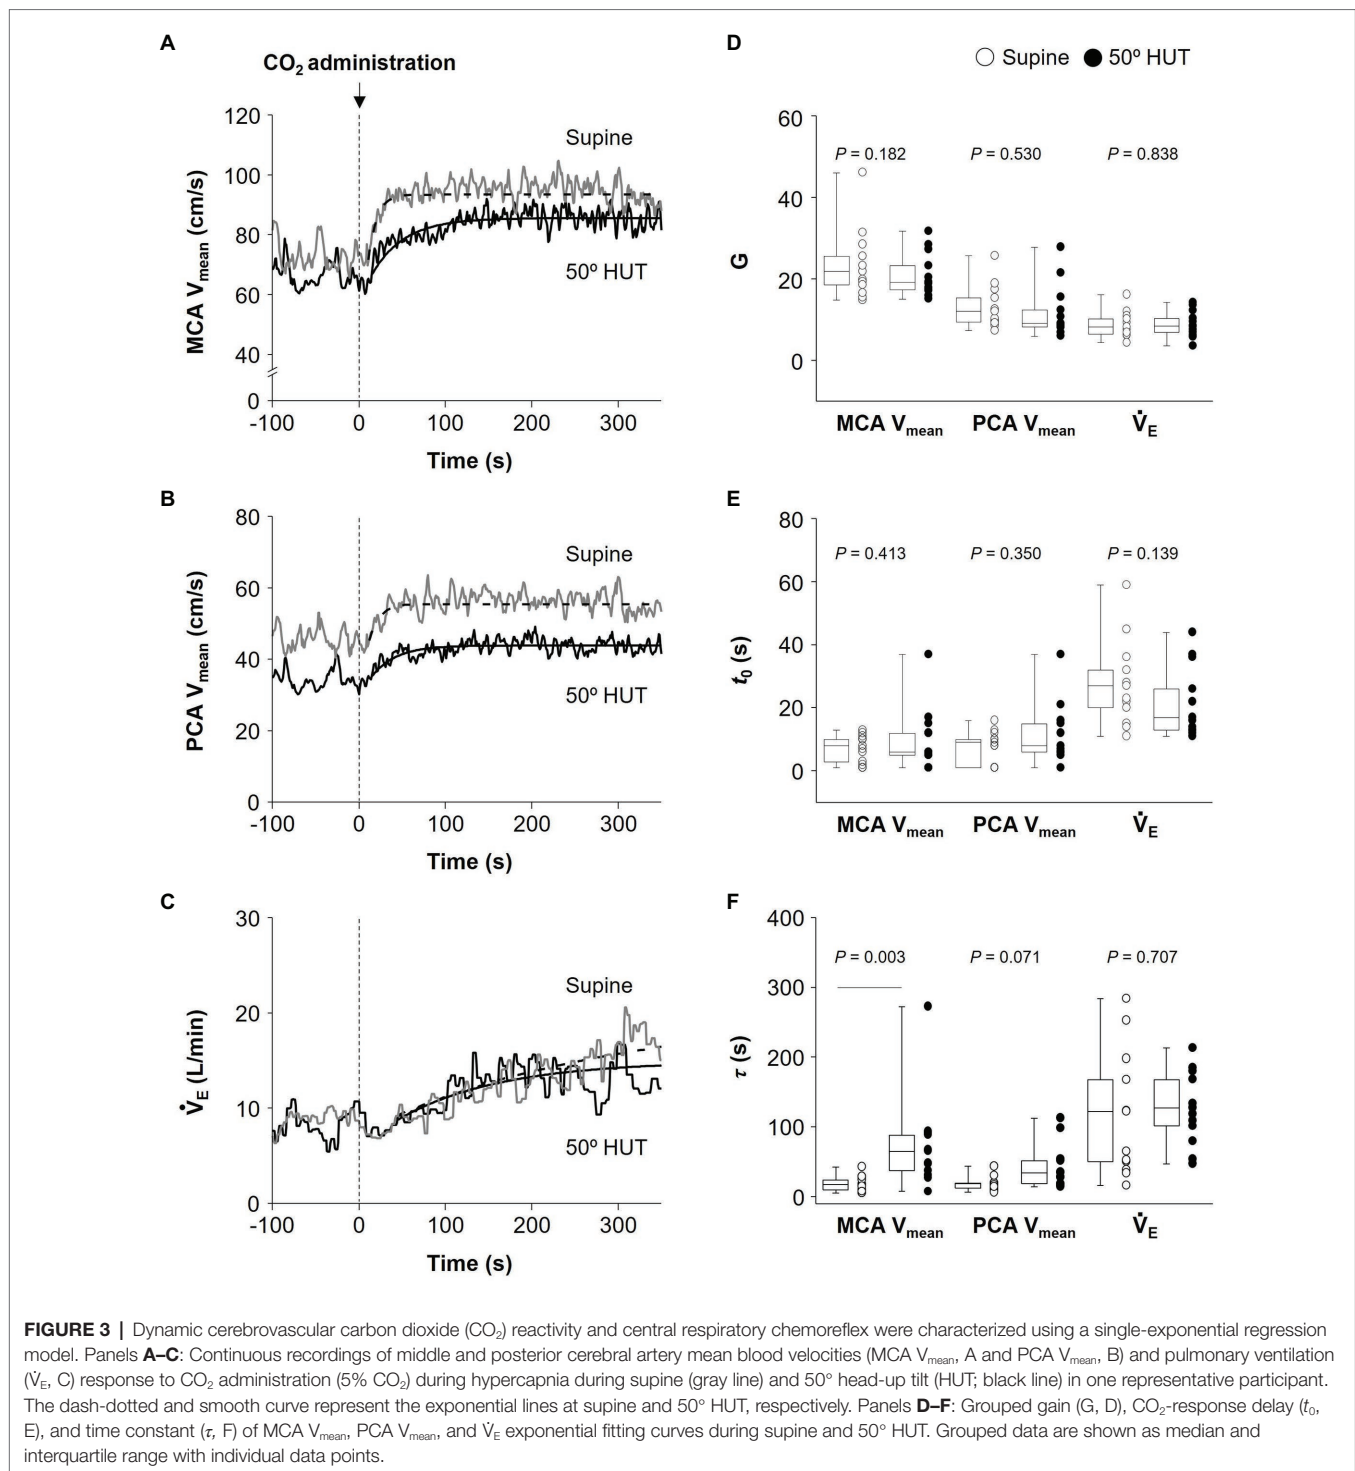 A
CO2 administration
120
100
80
60
40
0
MCA Vmean (cm/s)
Supine
50º HUT
-100 0 100 200 300
Time (s)
B
80
60
40
20
0
PCA Vmean (cm/s)
Supine
50º HUT
-100 0 100 200 300
Time (s)
C
30
20
10
0
V̇E (L/min)
Supine
50º HUT
-100 0 100 200 300
Time (s)
D
Supine 50º HUT
60
40
20
0
G
P = 0.182 P = 0.530 P = 0.838
MCA Vmean PCA Vmean V̇E
E
80
60
40
20
0
t0 (s)
P = 0.413 P = 0.350 P = 0.139
MCA Vmean PCA Vmean V̇E
F
400
300
200
100
0
τ (s)
P = 0.003 P = 0.071 P = 0.707
MCA Vmean PCA Vmean V̇E
FIGURE 3 | Dynamic cerebrovascular carbon dioxide (CO2) reactivity and central respiratory chemoreflex were characterized using a single-exponential regression
model. Panels A–C: Continuous recordings of middle and posterior cerebral artery mean blood velocities (MCA Vmean, A and PCA Vmean, B) and pulmonary ventilation
(V̇E, C) response to CO2 administration (5% CO2) during hypercapnia during supine (gray line) and 50° head-up tilt (HUT; black line) in one representative participant.
The dash-dotted and smooth curve represent the exponential lines at supine and 50° HUT, respectively. Panels D–F: Grouped gain (G, D), CO2-response delay (t0,
E), and time constant (τ, F) of MCA Vmean, PCA Vmean, and V̇E exponential fitting curves during supine and 50° HUT. Grouped data are shown as median and
interquartile range with individual data points.